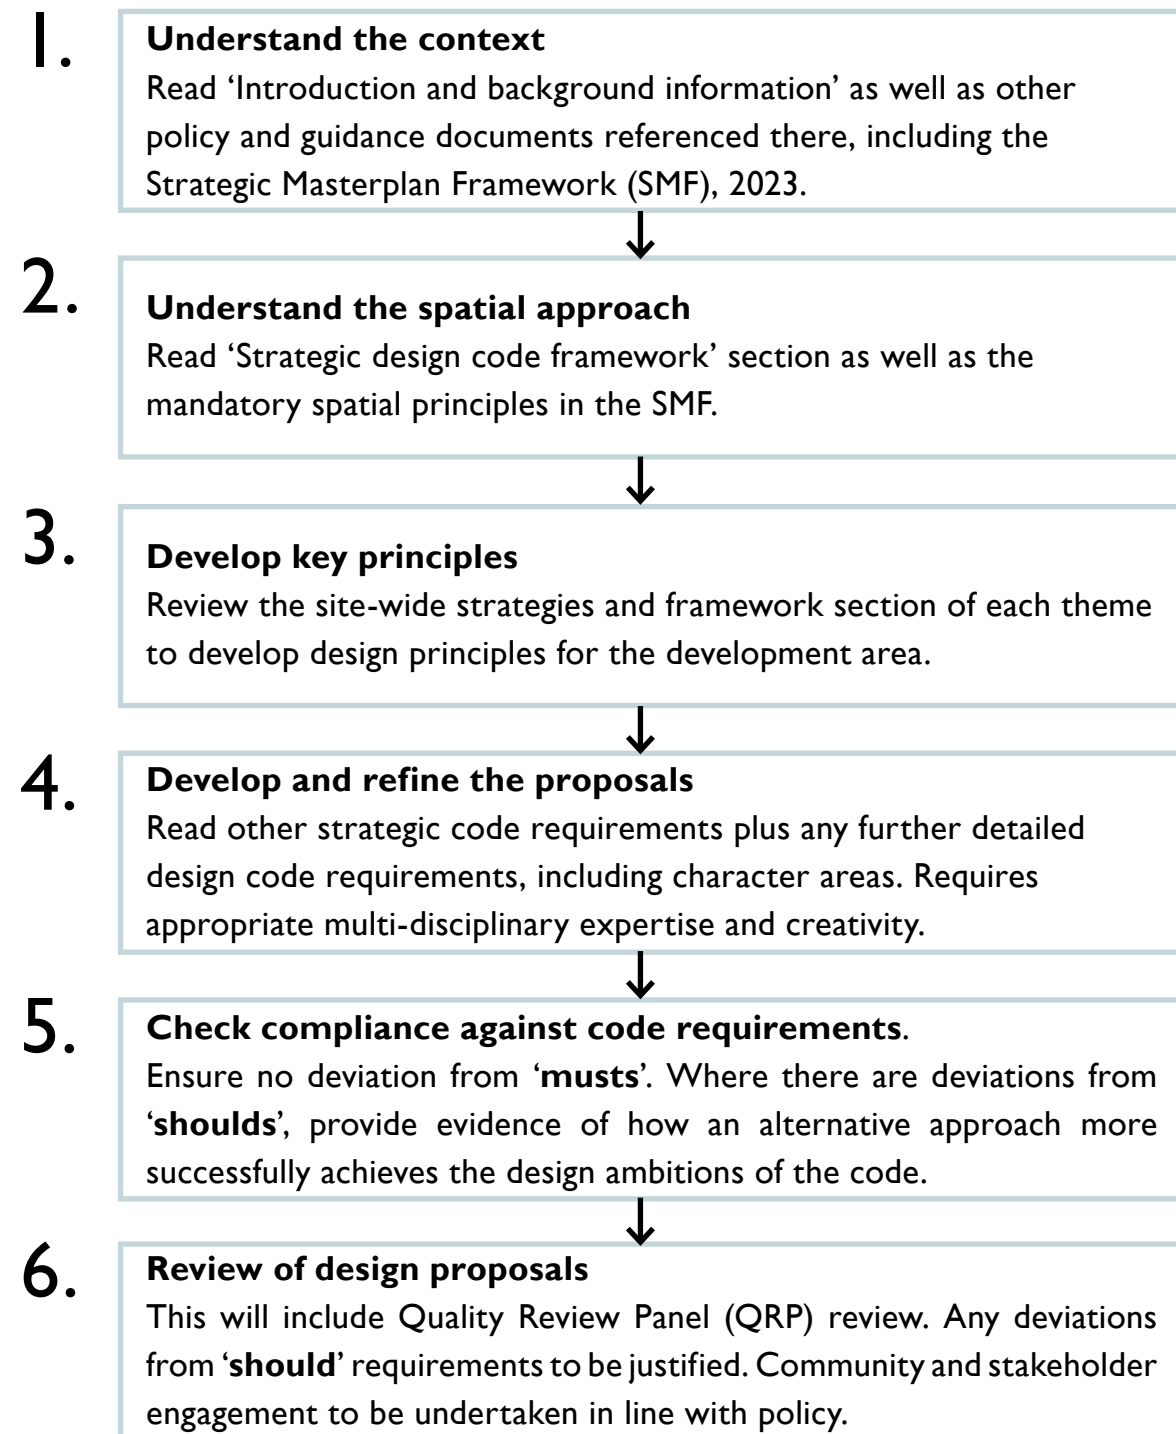 1.
Understand the context
Read ‘Introduction and background information’ as well as other
policy and guidance documents referenced there, including the
Strategic Masterplan Framework (SMF), 2023.
2.
Understand the spatial approach
Read ‘Strategic design code framework’ section as well as the
mandatory spatial principles in the SMF.
3.
Develop key principles
Review the site-wide strategies and framework section of each theme
to develop design principles for the development area.
4.
Develop and refine the proposals
Read other strategic code requirements plus any further detailed
design code requirements, including character areas. Requires
appropriate multi-disciplinary expertise and creativity.
5.
Check compliance against code requirements.
Ensure no deviation from ‘musts’. Where there are deviations from
‘shoulds’, provide evidence of how an alternative approach more
successfully achieves the design ambitions of the code.
6.
Review of design proposals
This will include Quality Review Panel (QRP) review. Any deviations
from ‘should’ requirements to be justified. Community and stakeholder
engagement to be undertaken in line with policy.